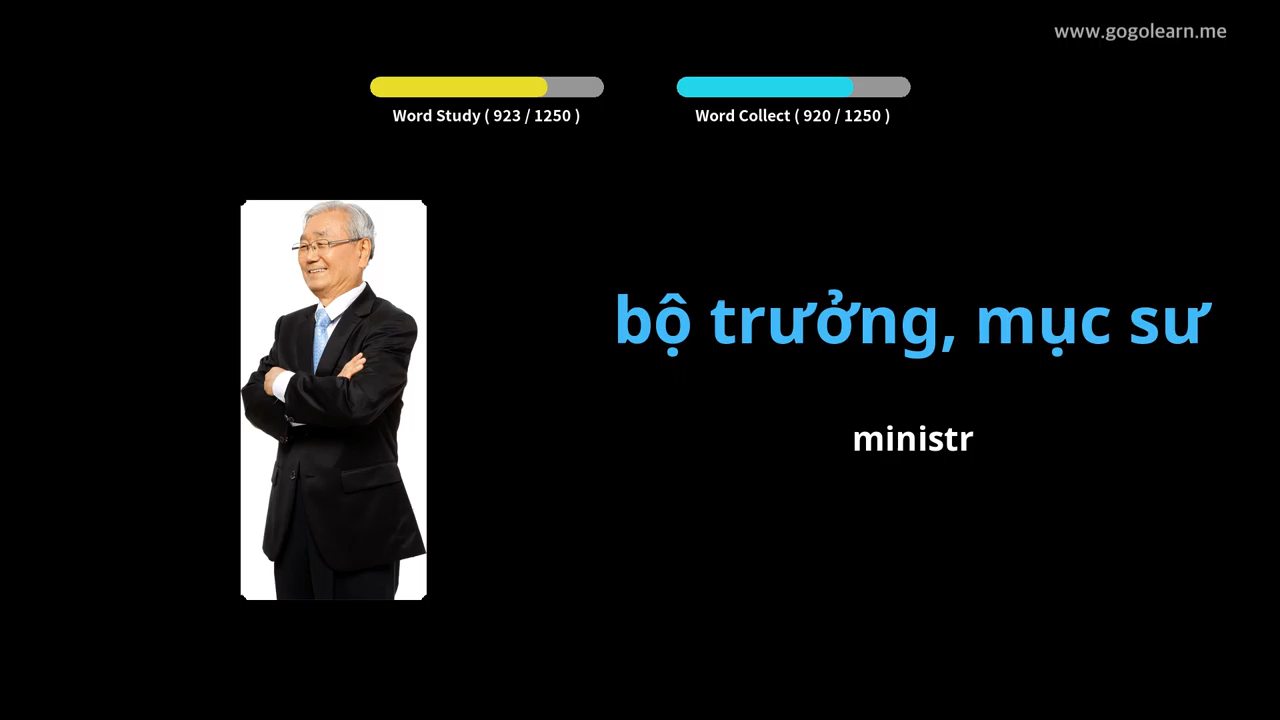 www.gogolearn.me
Word Study ( 923 / 1250 )
Word Collect ( 920 / 1250 )
bộ trưởng, mục sư
ministr